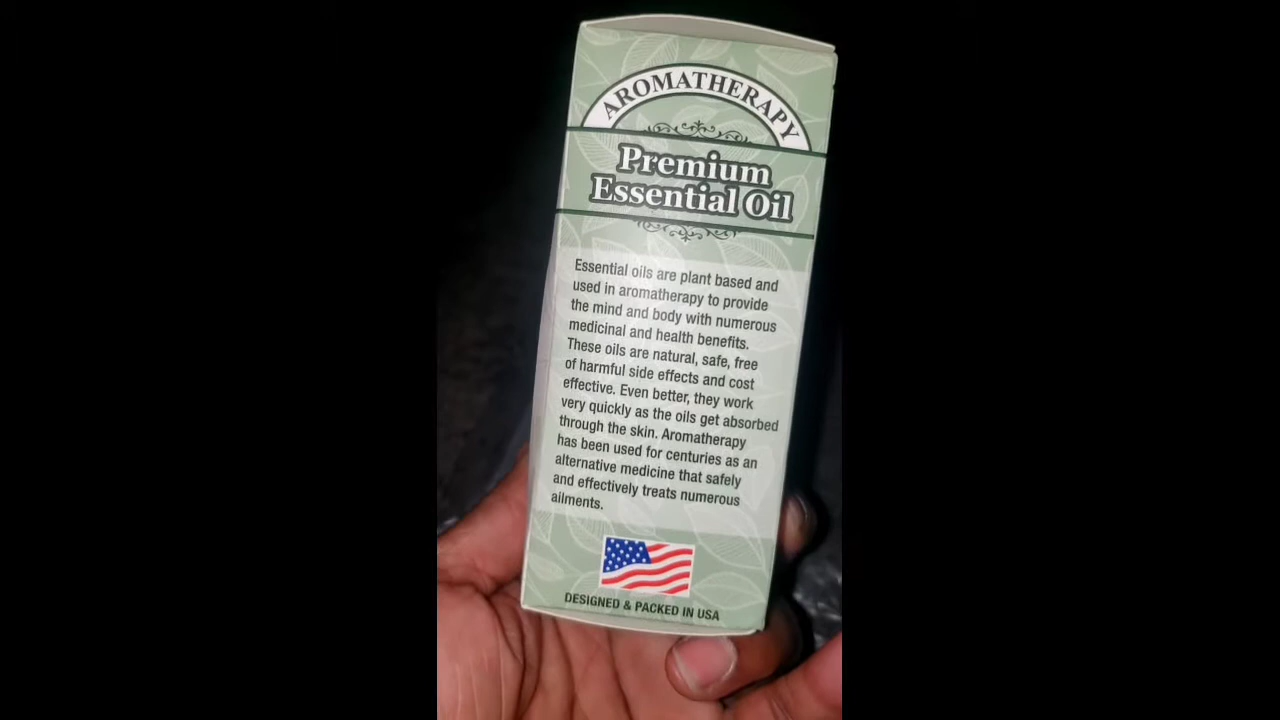 AROMATHERAPY
Premium
Essential Oil
Essential oils are plant based and
used in aromatherapy to provide
the mind and body with numerous
medicinal and health benefits.
These oils are natural, safe, free
of harmful side effects and cost
effective. Even better, they work
very quickly as the oils get absorbed
through the skin. Aromatherapy
has been used for centuries as an
alternative medicine that safely
and effectively treats numerous
ailments.
DESIGNED & PACKED IN USA